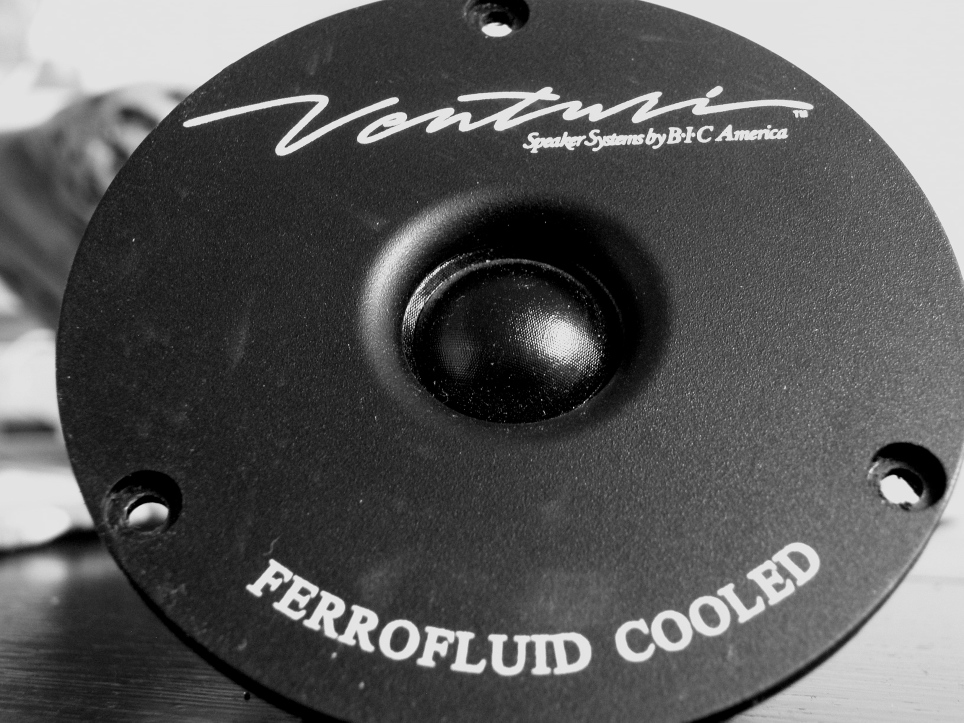 Venturi™
Speaker Systems by B·I·C America
FERROFLUID COOLED